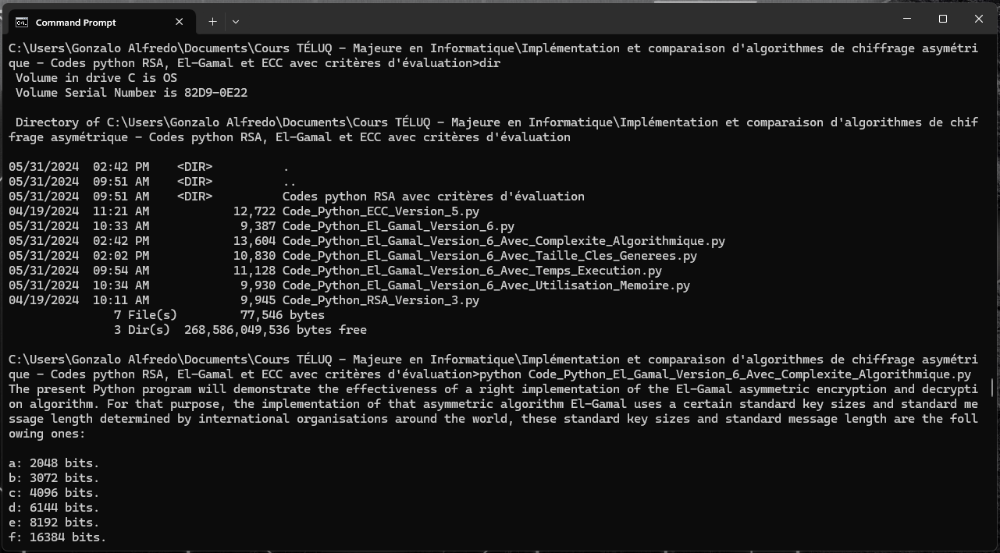 Command Prompt
C:\Users\Gonzalo Alfredo\Documents\Cours TÉLUQ - Majeure en Informatique\Implémentation et comparaison d'algorithmes de chiffrage asymétri
que - Codes python RSA, El-Gamal et ECC avec critères d'évaluation>dir
Volume in drive C is OS
Volume Serial Number is 82D9-0E22
Directory of C:\Users\Gonzalo Alfredo\Documents\Cours TÉLUQ - Majeure en Informatique\Implémentation et comparaison d'algorithmes de chif
frage asymétrique - Codes python RSA, El-Gamal et ECC avec critères d'évaluation
05/31/2024  02:42 PM    <DIR>          .
05/31/2024  09:51 AM    <DIR>          ..
05/31/2024  09:51 AM    <DIR>          Codes python RSA avec critères d'évaluation
04/19/2024  11:21 AM            12,722 Code_Python_ECC_Version_5.py
05/31/2024  10:33 AM             9,387 Code_Python_El_Gamal_Version_6.py
05/31/2024  02:42 PM            13,604 Code_Python_El_Gamal_Version_6_Avec_Complexite_Algorithmique.py
05/31/2024  02:02 PM            10,830 Code_Python_El_Gamal_Version_6_Avec_Taille_Cles_Generees.py
05/31/2024  09:54 AM            11,128 Code_Python_El_Gamal_Version_6_Avec_Temps_Execution.py
05/31/2024  10:34 AM             9,930 Code_Python_El_Gamal_Version_6_Avec_Utilisation_Memoire.py
04/19/2024  10:11 AM             9,945 Code_Python_RSA_Version_3.py
7 File(s)         77,546 bytes
3 Dir(s)  268,586,049,536 bytes free
C:\Users\Gonzalo Alfredo\Documents\Cours TÉLUQ - Majeure en Informatique\Implémentation et comparaison d'algorithmes de chiffrage asymétri
que - Codes python RSA, El-Gamal et ECC avec critères d'évaluation>python Code_Python_El_Gamal_Version_6_Avec_Complexite_Algorithmique.py
The present Python program will demonstrate the effectiveness of a right implementation of the El-Gamal asymmetric encryption and decrypti
on algorithm. For that purpose, the implementation of that asymmetric algorithm El-Gamal uses a certain standard key sizes and standard me
ssage length determined by international organisations around the world, these standard key sizes and standard message length are the foll
owing ones:
a: 2048 bits.
b: 3072 bits.
c: 4096 bits.
d: 6144 bits.
e: 8192 bits.
f: 16384 bits.